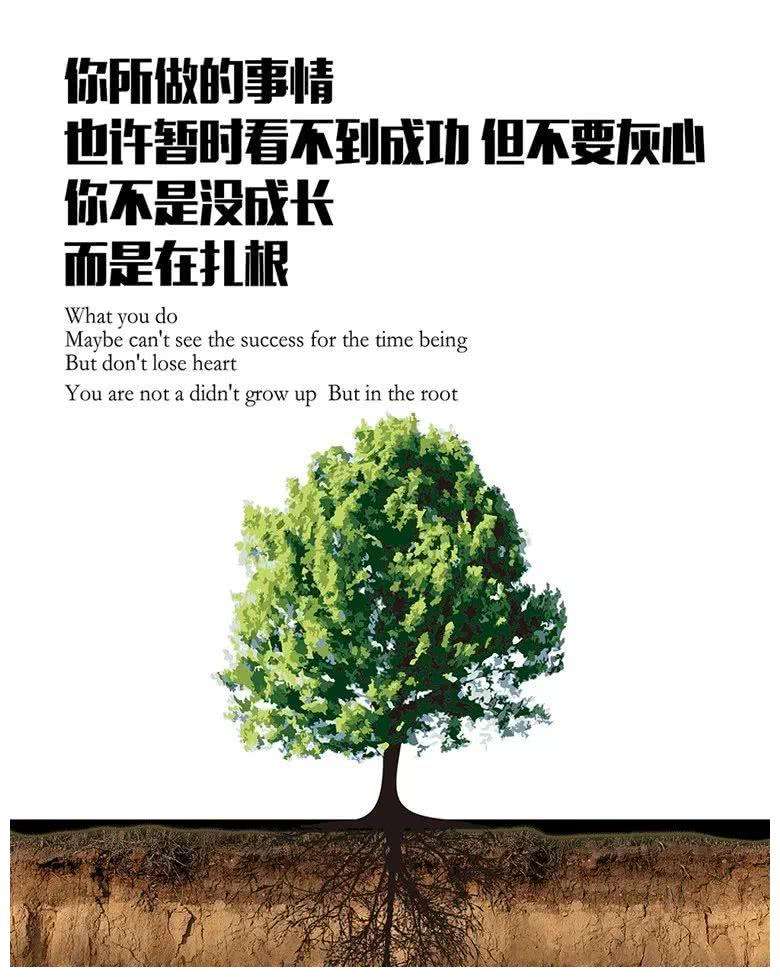 你所做的事情
也许暂时看不到成功 但不要灰心
你不是没成长
而是在扎根
What you do
Maybe can't see the success for the time being
But don't lose heart
You are not a didn't grow up  But in the root